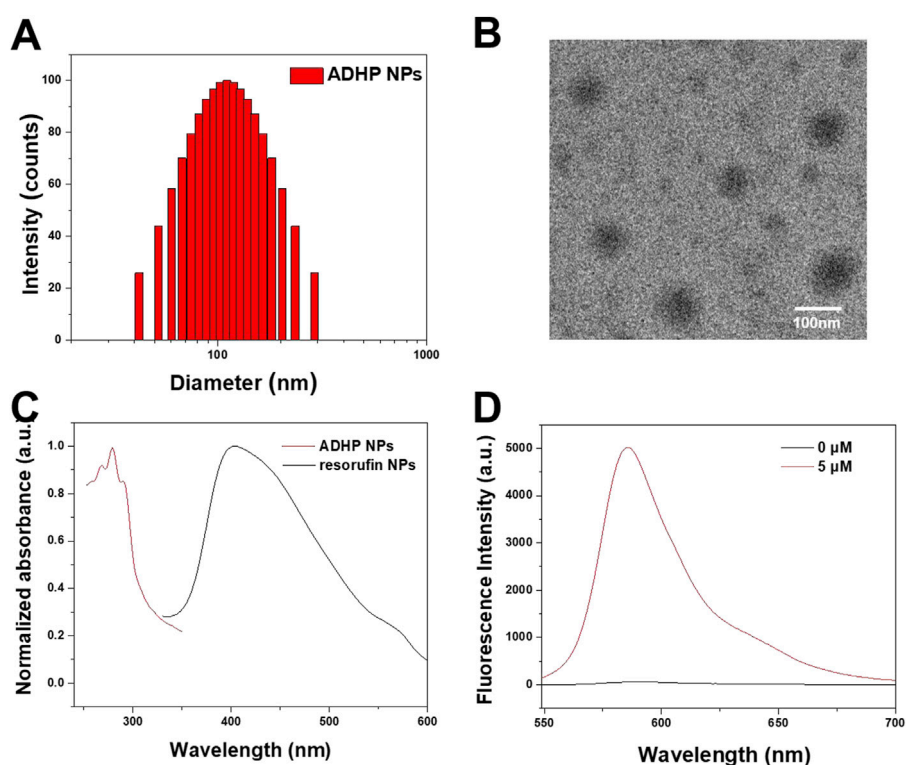 A
ADHP NPs
100
80
60
40
20
0
Intensity (counts)
100
1000
Diameter (nm)
B
100nm
C
ADHP NPs
resorufin NPs
1.0
0.8
0.6
0.4
0.2
0.0
Normalized absorbance (a.u.)
300
400
500
600
Wavelength (nm)
D
0 µM
5 µM
5000
4000
3000
2000
1000
0
Fluorescence Intensity (a.u.)
550
600
650
700
Wavelength (nm)